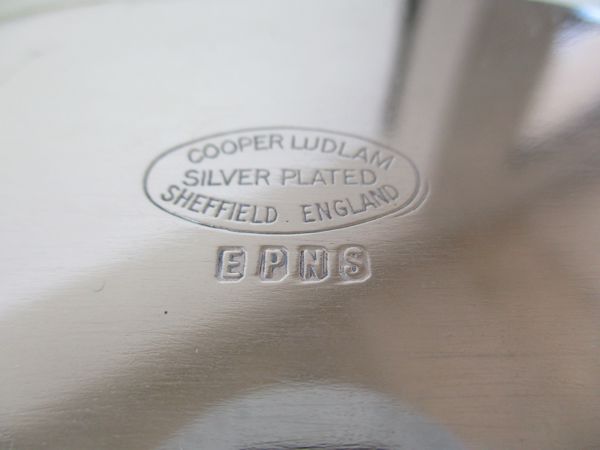 COOPER LUDLAM
SILVER PLATED
SHEFFIELD. ENGLAND
EPNS